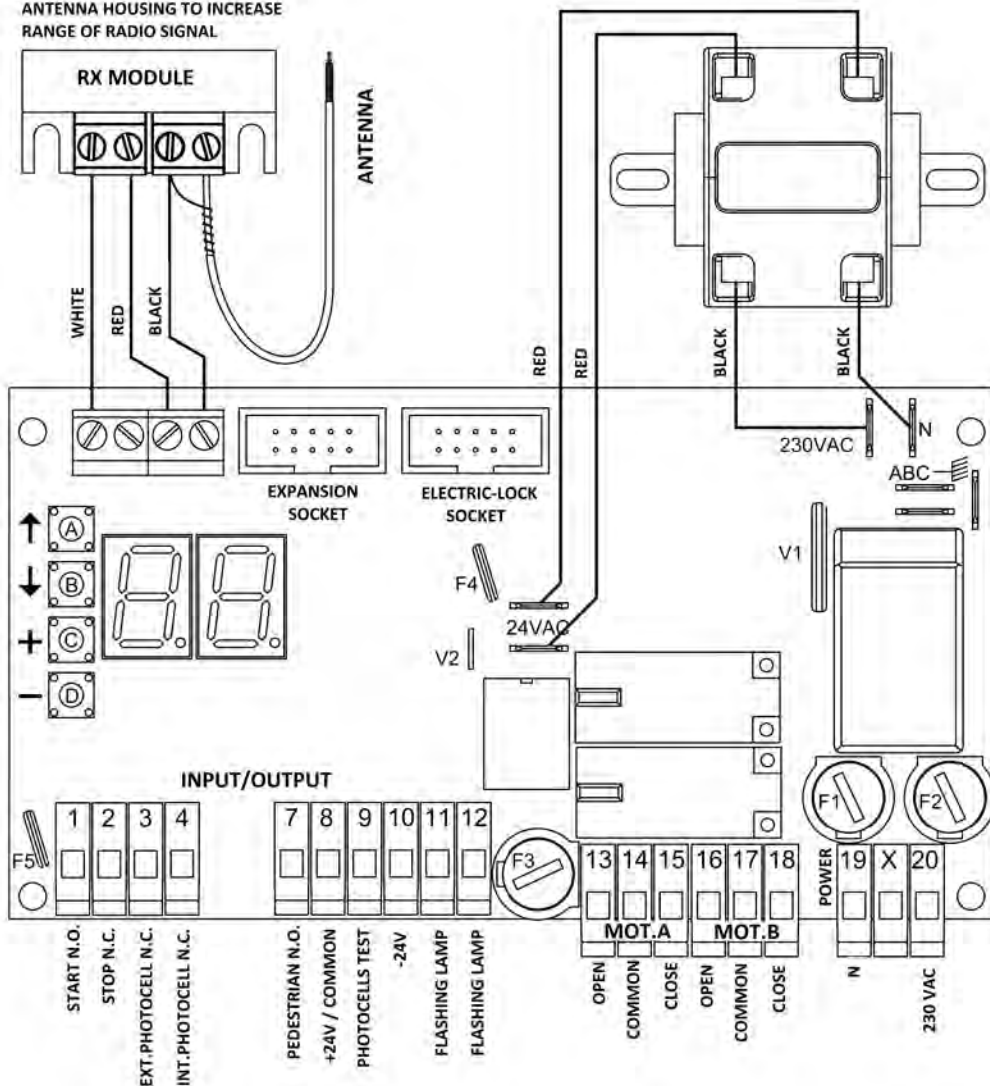 ANTENNA HOUSING TO INCREASE
RANGE OF RADIO SIGNAL
RX MODULE
ANTENNA
WHITE
RED
BLACK
RED
RED
BLACK
BLACK
230VAC
N
ABC
EXPANSION
SOCKET
ELECTRIC-LOCK
SOCKET
A
B
C
D
F4
24VAC
V2
V1
INPUT/OUTPUT
F1
F2
F5
1
2
3
4
7
8
9
10
11
12
F3
13
14
15
16
17
18
POWER
19
X
20
MOT.A
MOT.B
START N.O.
STOP N.C.
EXT.PHOTOCELL N.C.
INT.PHOTOCELL N.C.
PEDESTRIAN N.O.
+24V / COMMON
PHOTOCELLS TEST
-24V
FLASHING LAMP
FLASHING LAMP
OPEN
COMMON
CLOSE
OPEN
COMMON
CLOSE
N
230 VAC